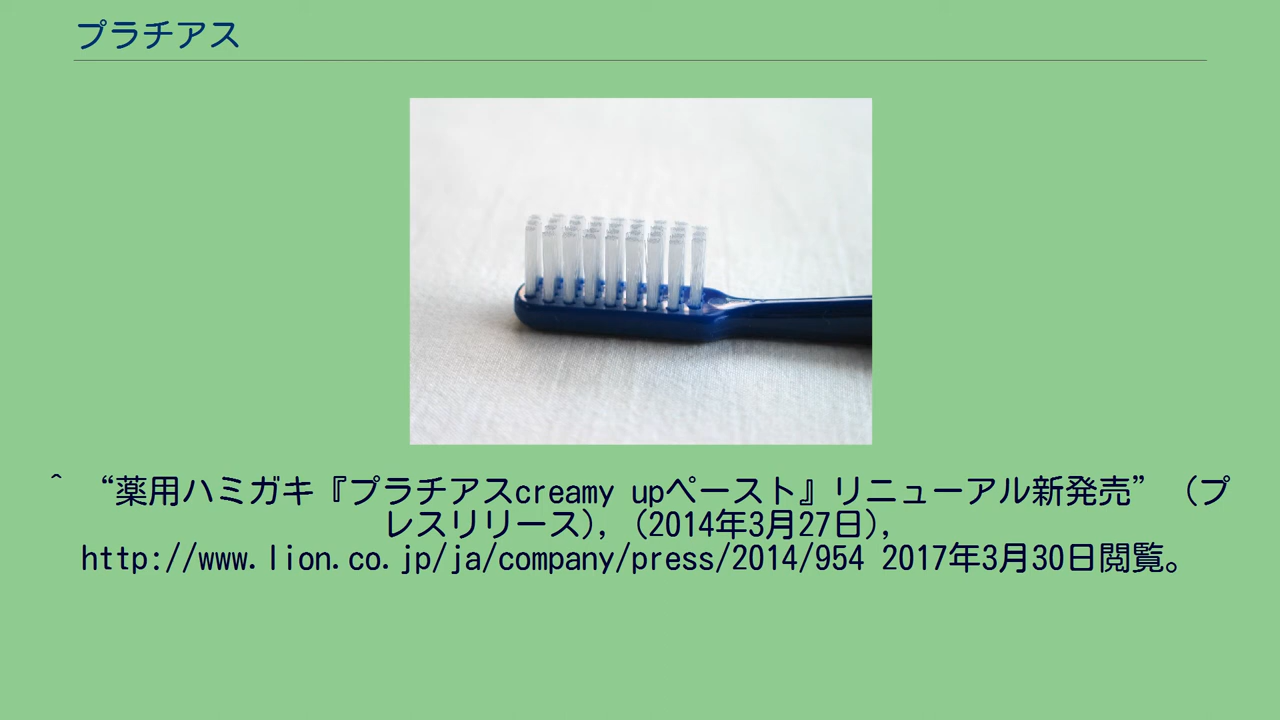 プラチアス
^ “薬用ハミガキ『プラチアスcreamy upペースト』リニューアル新発売” (プ
レスリリース), (2014年3月27日),
http://www.lion.co.jp/ja/company/press/2014/954 2017年3月30日閲覧。